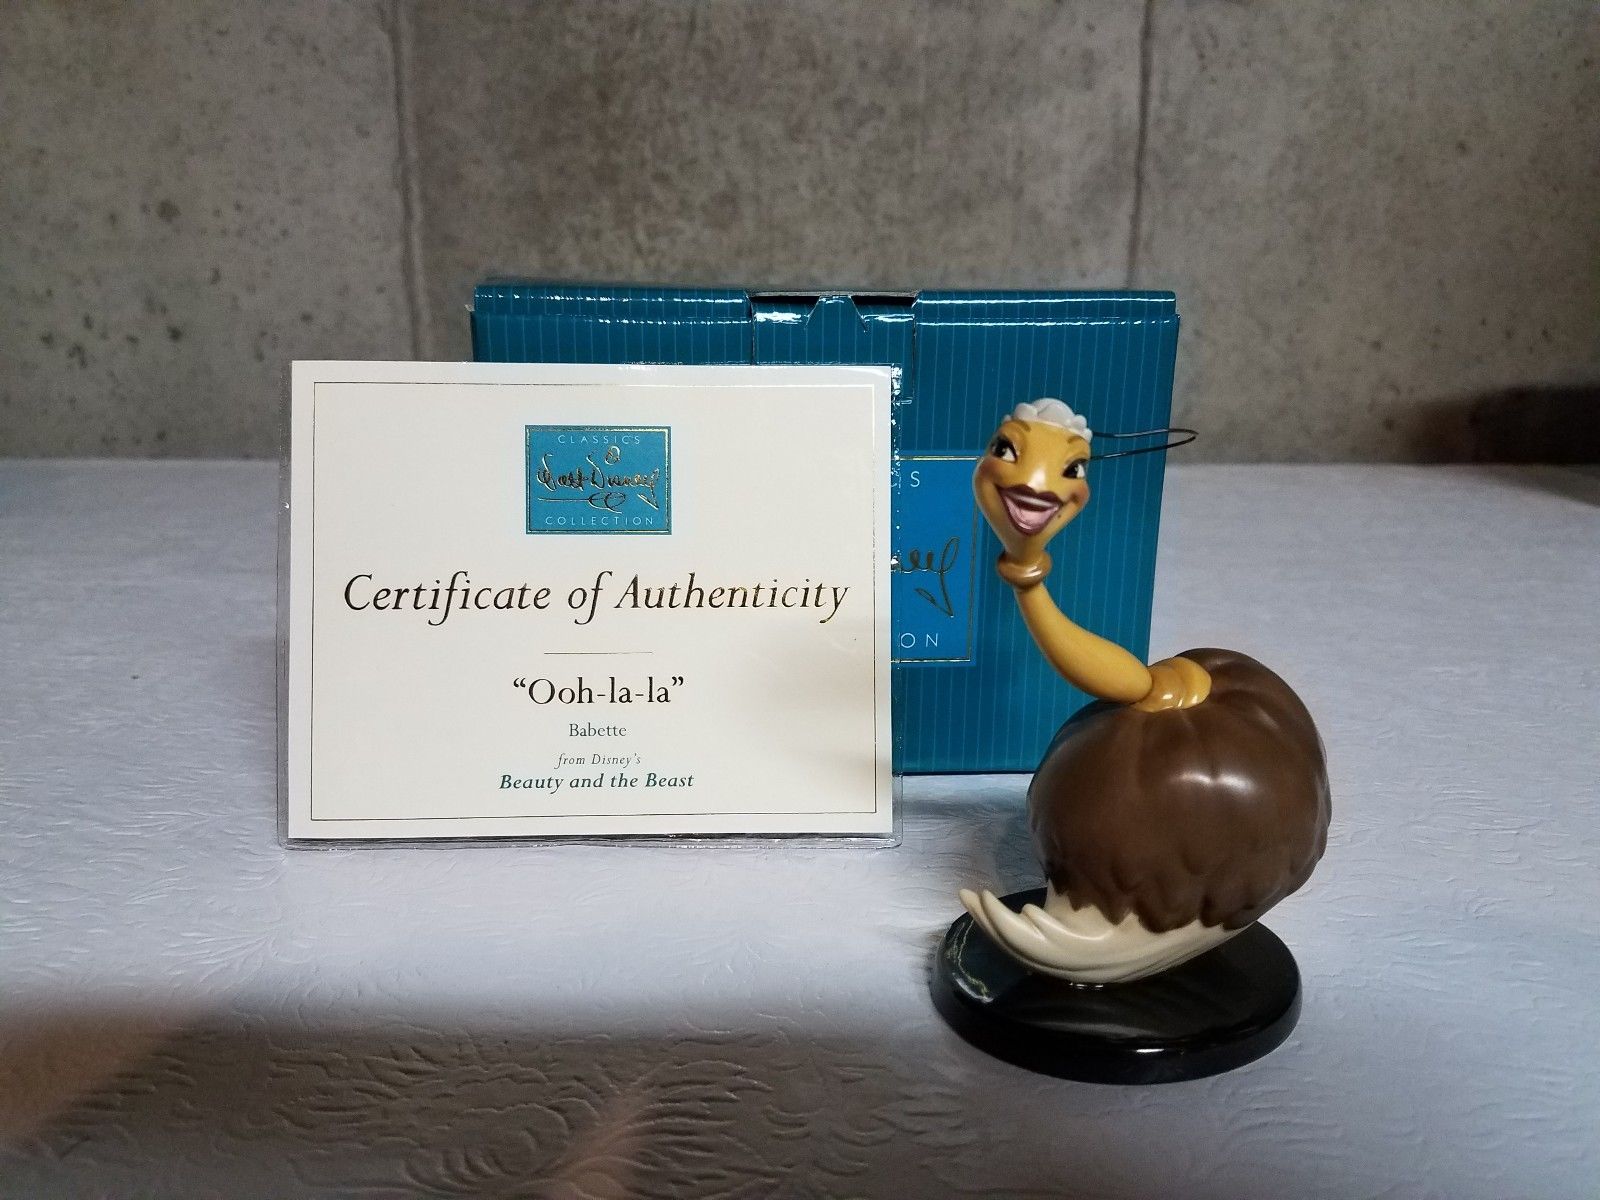 CLASSICS
Walt Disney
COLLECTION
Certificate of Authenticity
“Ooh-la-la”
Babette
from Disney's
Beauty and the Beast